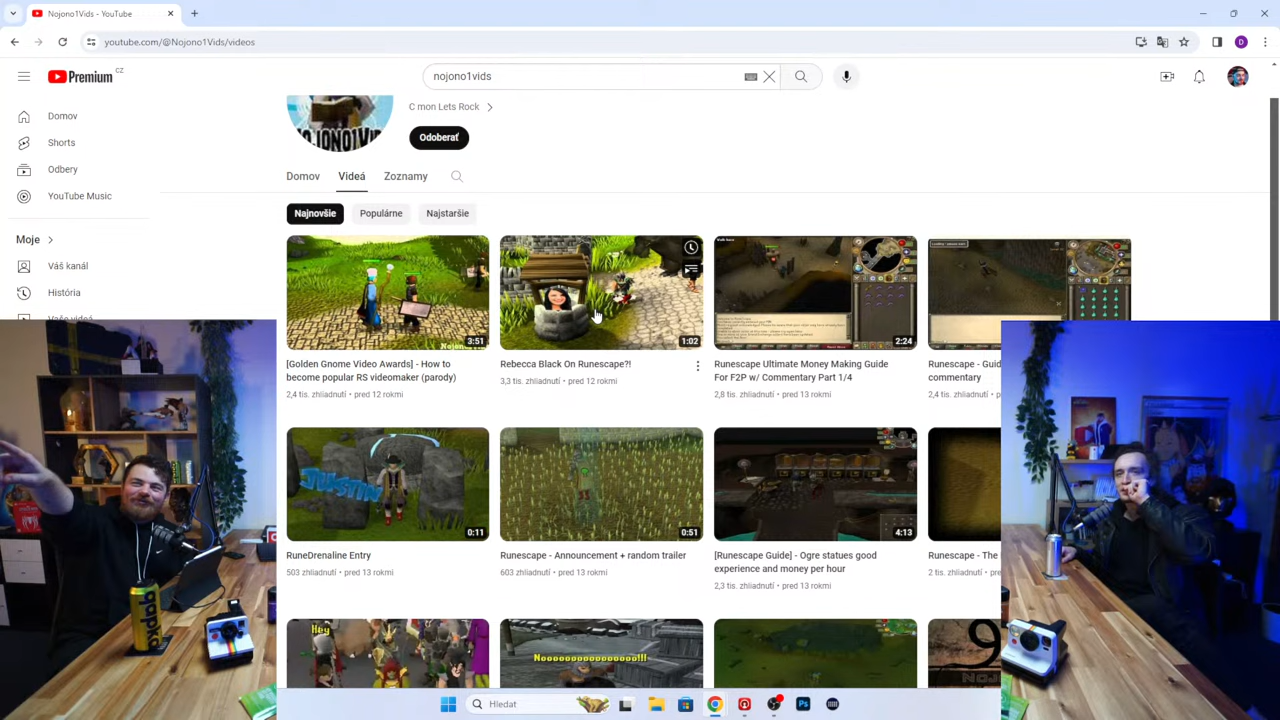 Nojono1Vids - YouTube
youtube.com/@Nojono1Vids/videos
Premium CZ
nojono1vids
Domov
Shorts
Odbery
YouTube Music
Moje
Váš kanál
História
C mon Lets Rock
Odoberať
Domov Videá Zoznamy
Najnovšie Populárne Najstaršie
3:51
1:02
2:24
[Golden Gnome Video Awards] - How to
become popular RS videomaker (parody)
2,4 tis. zhliadnutí • pred 12 rokmi
Rebecca Black On Runescape?!
3,3 tis. zhliadnutí • pred 12 rokmi
Runescape Ultimate Money Making Guide
For F2P w/ Commentary Part 1/4
2,8 tis. zhliadnutí • pred 13 rokmi
Runescape - Guid
commentary
2,4 tis. zhliadnutí
0:11
0:51
4:13
RuneDrenaline Entry
503 zhliadnutí • pred 13 rokmi
Runescape - Announcement + random trailer
603 zhliadnutí • pred 13 rokmi
[Runescape Guide] - Ogre statues good
experience and money per hour
2,3 tis. zhliadnutí • pred 13 rokmi
Runescape - The
2 tis. zhliadnutí
Hey
Noooooooooooooo!!!
Hledat